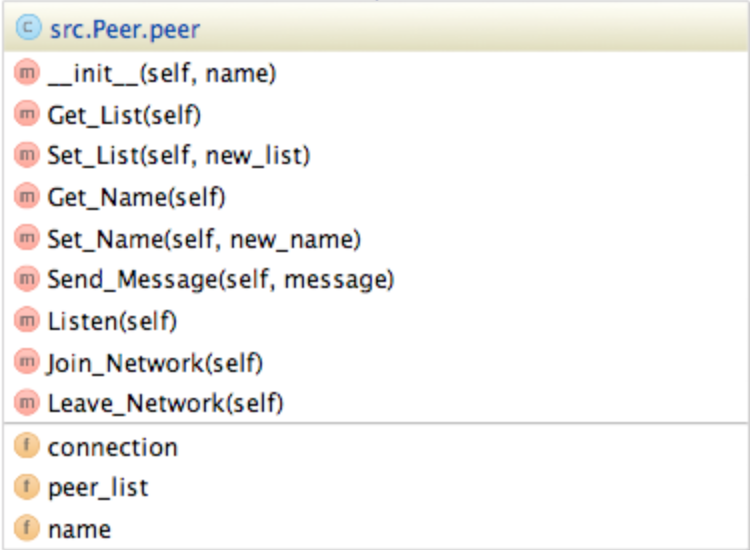 C src.Peer.peer
m __init__(self, name)
m Get_List(self)
m Set_List(self, new_list)
m Get_Name(self)
m Set_Name(self, new_name)
m Send_Message(self, message)
m Listen(self)
m Join_Network(self)
m Leave_Network(self)
f connection
f peer_list
f name